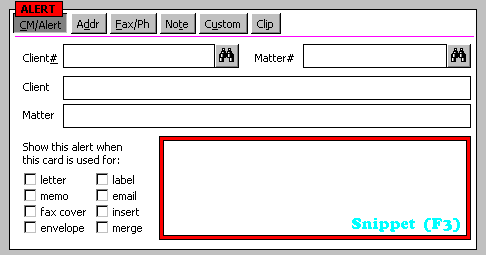 ALERT
CM/Alert Addr Fax/Ph Note Custom Clip
Client# Matter#
Client
Matter
Show this alert when
this card is used for:
letter label
memo email
fax cover insert
envelope merge
Snippet (F3)